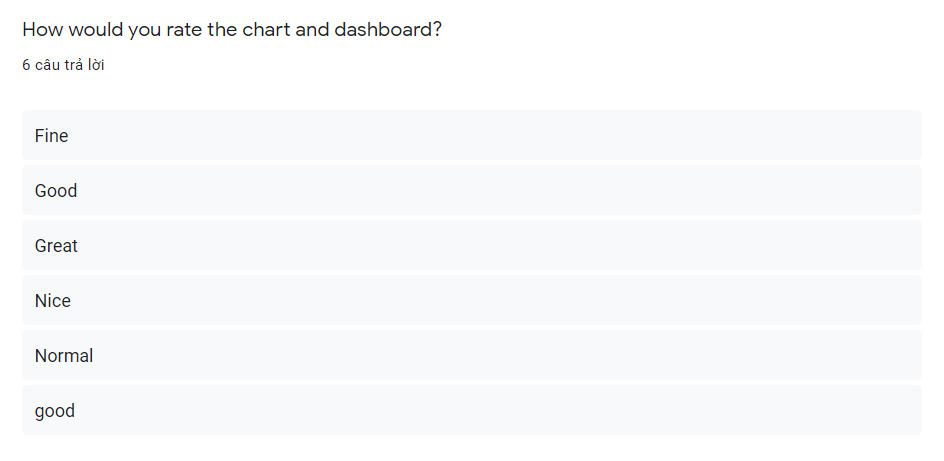 How would you rate the chart and dashboard?
6 câu trả lời
Fine
Good
Great
Nice
Normal
good